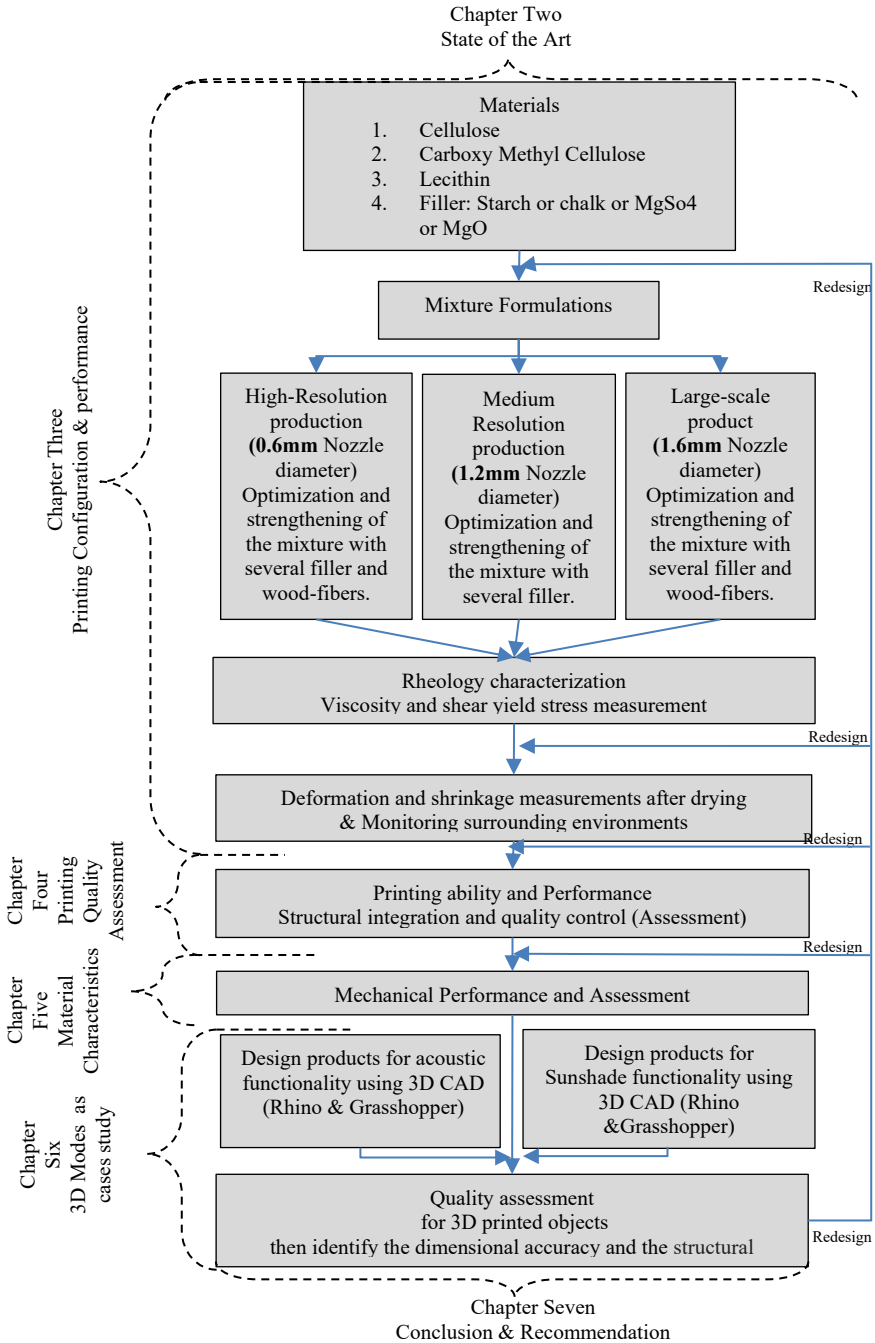 Chapter Two
State of the Art
Materials
1. Cellulose
2. Carboxy Methyl Cellulose
3. Lecithin
4. Filler: Starch or chalk or MgSo4
or MgO
Redesign
Mixture Formulations
Chapter Three
Printing Configuration & performance
High-Resolution
production
(0.6mm Nozzle
diameter)
Optimization and
strengthening of
the mixture with
several filler and
wood-fibers.
Medium
Resolution
production
(1.2mm Nozzle
diameter)
Optimization and
strengthening of
the mixture with
several filler.
Large-scale
product
(1.6mm Nozzle
diameter)
Optimization and
strengthening of
the mixture with
several filler and
wood-fibers.
Rheology characterization
Viscosity and shear yield stress measurement
Redesign
Deformation and shrinkage measurements after drying
& Monitoring surrounding environments
Redesign
Chapter
Four
Printing
Quality
Assessment
Printing ability and Performance
Structural integration and quality control (Assessment)
Redesign
Chapter
Five
Material
Characteristics
Mechanical Performance and Assessment
Chapter
Six
3D Modes as
cases study
Design products for acoustic
functionality using 3D CAD
(Rhino & Grasshopper)
Design products for
Sunshade functionality using
3D CAD (Rhino
&Grasshopper)
Quality assessment
for 3D printed objects
then identify the dimensional accuracy and the structural
Redesign
Chapter Seven
Conclusion & Recommendation